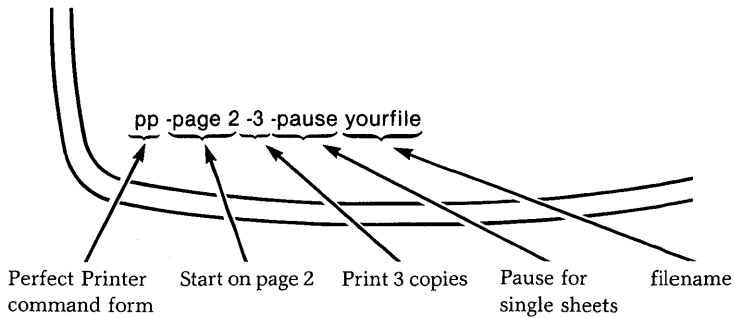 pp -page 2 -3 -pause yourfile
Perfect Printer
command form
Start on page 2
Print 3 copies
Pause for
single sheets
filename